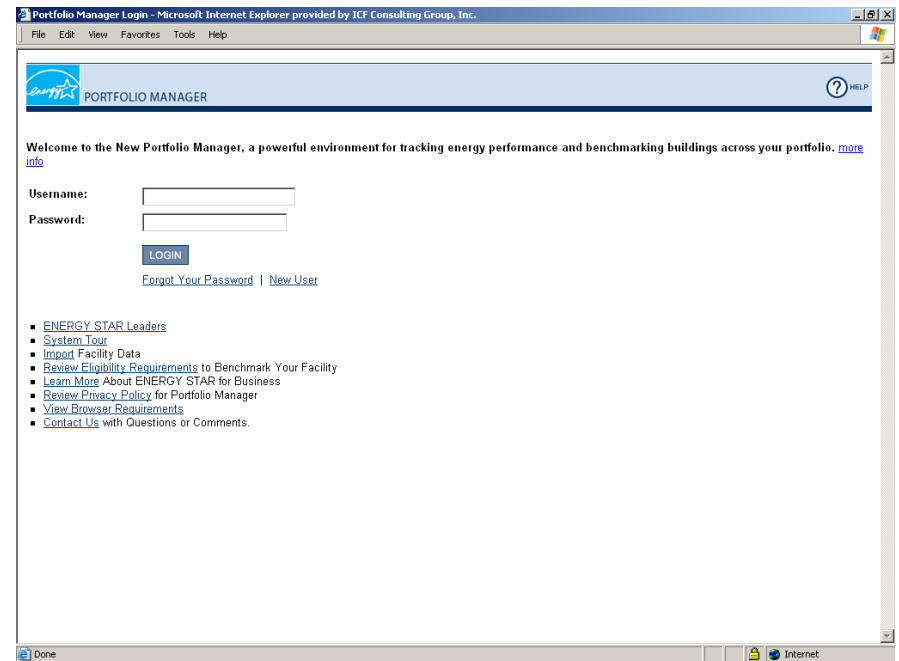 Portfolio Manager Login - Microsoft Internet Explorer provided by ICF Consulting Group, Inc.
File Edit View Favorites Tools Help
energy PORTFOLIO MANAGER
? HELP
Welcome to the New Portfolio Manager, a powerful environment for tracking energy performance and benchmarking buildings across your portfolio. more
info
Username:
Password:
LOGIN
Forgot Your Password | New User
ENERGY STAR Leaders
System Tour
Import Facility Data
Review Eligibility Requirements to Benchmark Your Facility
Learn More About ENERGY STAR for Business
Review Privacy Policy for Portfolio Manager
View Browser Requirements
Contact Us with Questions or Comments.
Done
Internet